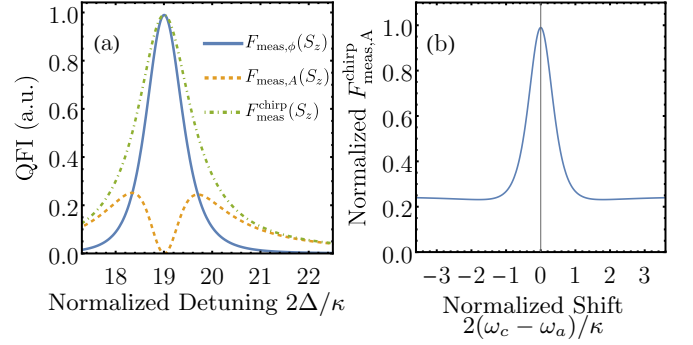 (a)
F_meas,ϕ(S_z)
F_meas,A(S_z)
F^chirp_meas(S_z)
QFI (a.u.)
1.0
0.8
0.6
0.4
0.2
0.0
18 19 20 21 22
Normalized Detuning 2Δ/κ
(b)
Normalized F^chirp_meas,A
1.0
0.8
0.6
0.4
0.2
0.0
-3 -2 -1 0 1 2 3
Normalized Shift
2(ω_c − ω_a)/κ